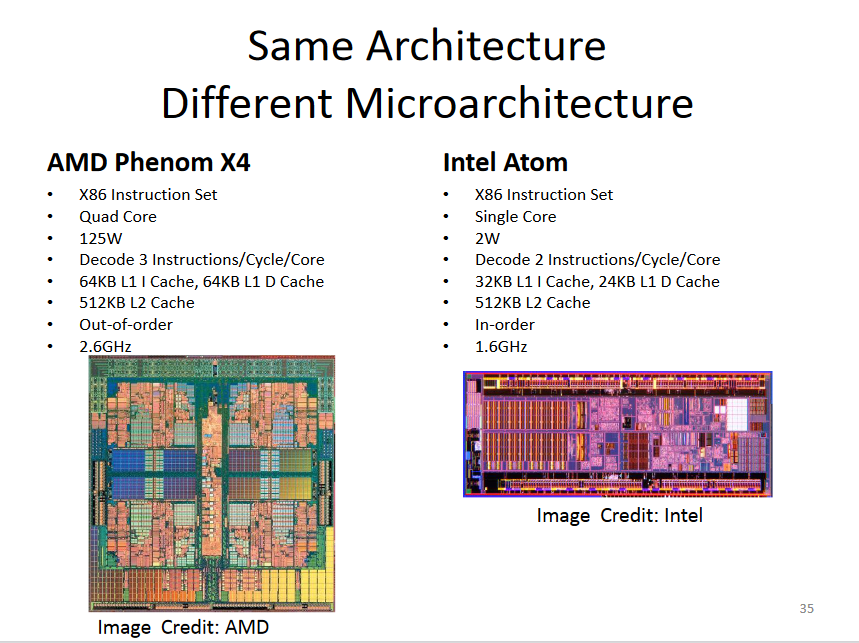 Same Architecture
Different Microarchitecture
AMD Phenom X4
• X86 Instruction Set
• Quad Core
• 125W
• Decode 3 Instructions/Cycle/Core
• 64KB L1 I Cache, 64KB L1 D Cache
• 512KB L2 Cache
• Out-of-order
• 2.6GHz
Image Credit: AMD
Intel Atom
• X86 Instruction Set
• Single Core
• 2W
• Decode 2 Instructions/Cycle/Core
• 32KB L1 I Cache, 24KB L1 D Cache
• 512KB L2 Cache
• In-order
• 1.6GHz
Image Credit: Intel
35